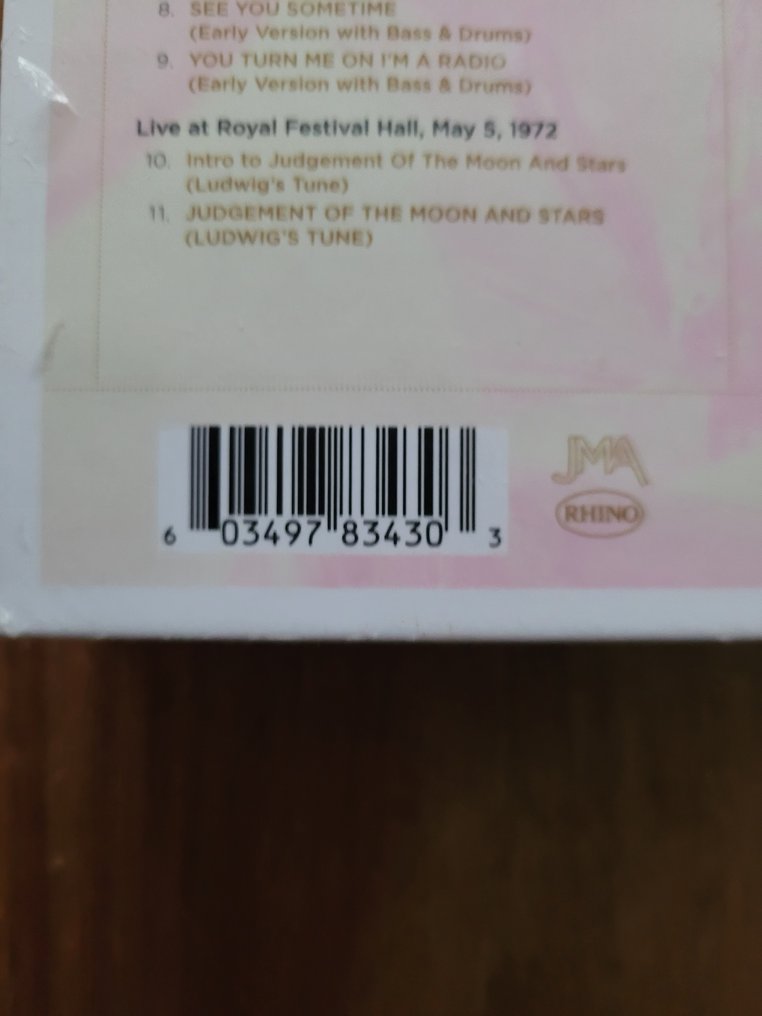 8. SEE YOU SOMETIME
(Early Version with Bass & Drums)
9. YOU TURN ME ON I'M A RADIO
(Early Version with Bass & Drums)
Live at Royal Festival Hall, May 5, 1972
10. Intro to Judgement Of The Moon And Stars
(Ludwig's Tune)
11. JUDGEMENT OF THE MOON AND STARS
(LUDWIG'S TUNE)
JMA
RHINO
6 03497 83430 3